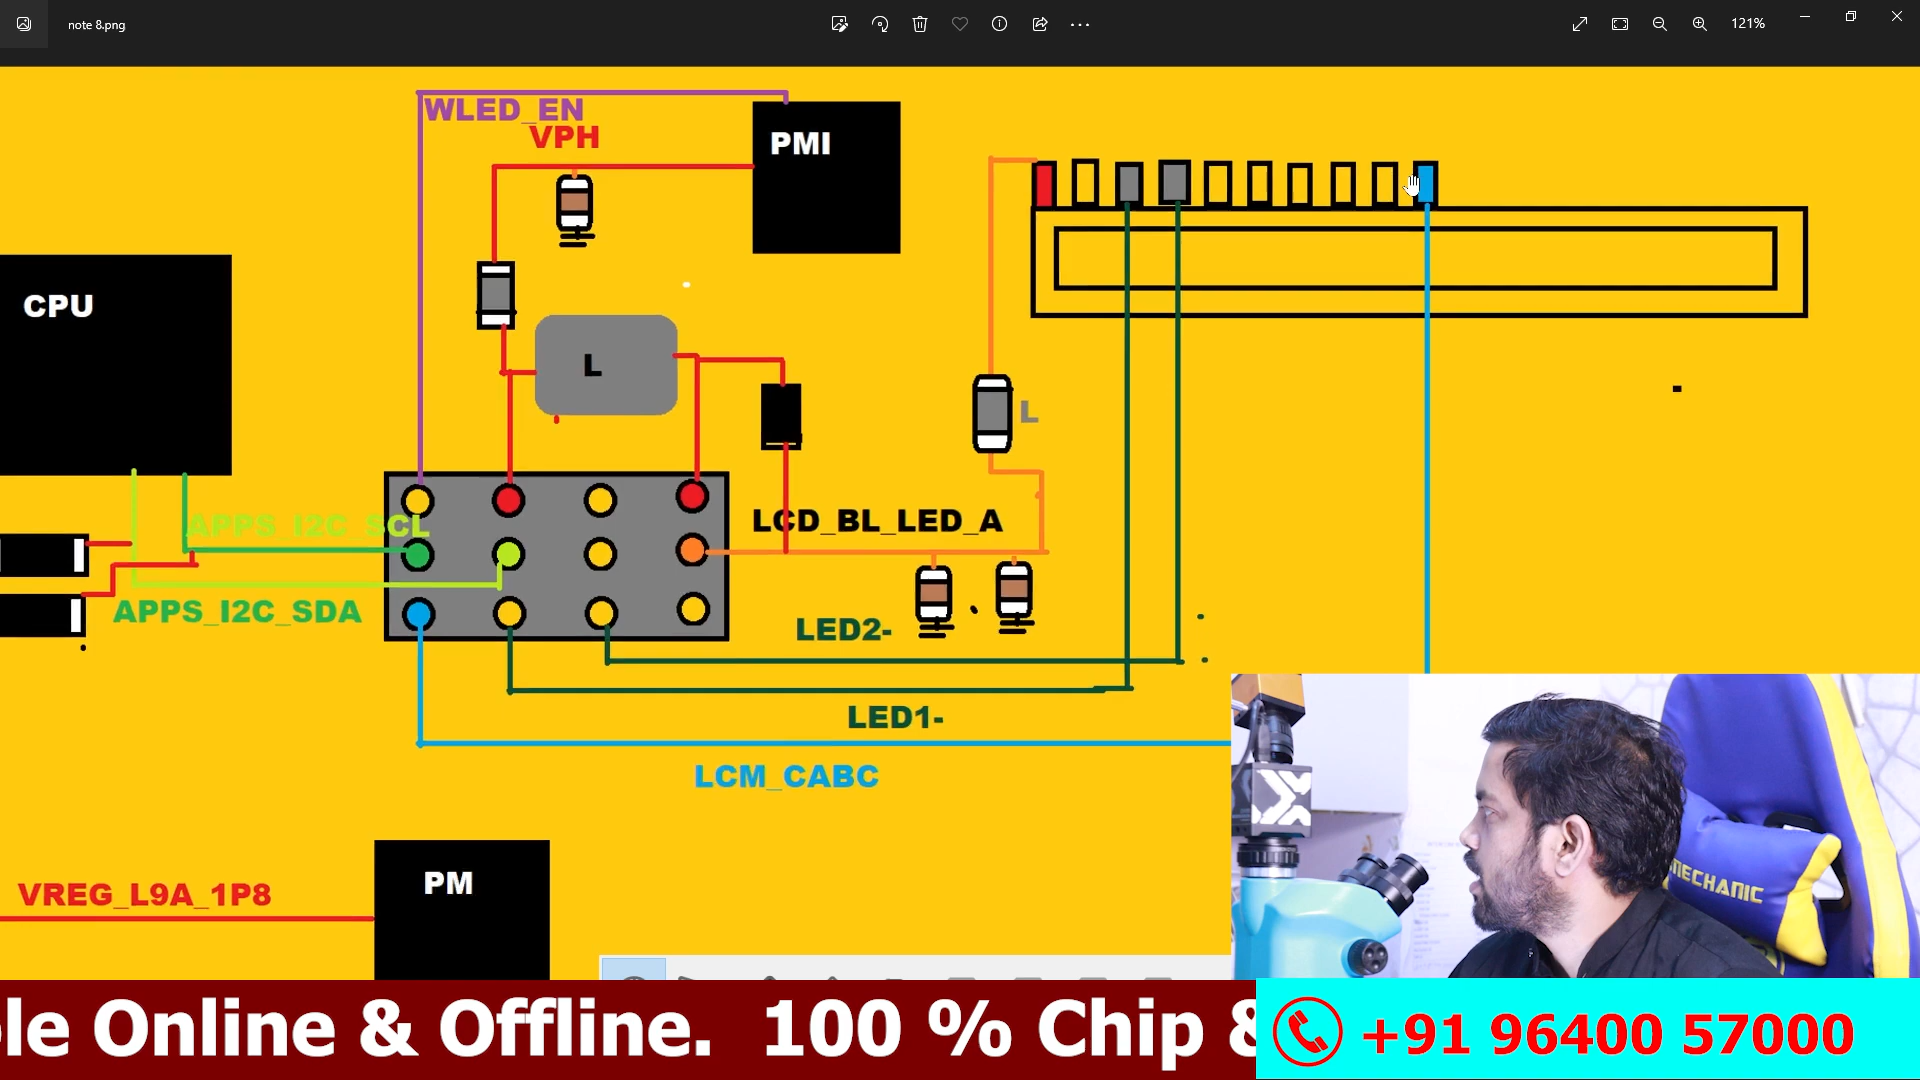 note 8.png
121%
WLED_EN
VPH
PMI
CPU
L
L
LCD_BL_LED_A
APPS_I2C_SCL
APPS_I2C_SDA
LED2-
LED1-
LCM_CABC
VREG_L9A_1P8
PM
MECHANIC
le Online & Offline. 100 % Chip &
+91 96400 57000